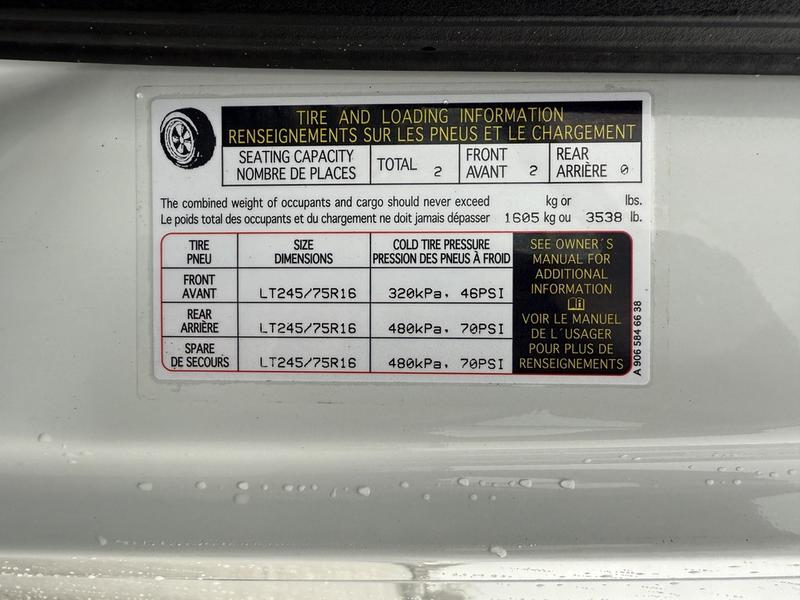 TIRE AND LOADING INFORMATION
RENSEIGNEMENTS SUR LES PNEUS ET LE CHARGEMENT
SEATING CAPACITY
NOMBRE DE PLACES
TOTAL 2
FRONT
AVANT 2
REAR
ARRIÈRE 0
The combined weight of occupants and cargo should never exceed kg or lbs.
Le poids total des occupants et du chargement ne doit jamais dépasser 1605 kg ou 3538 lb.
TIRE
PNEU
SIZE
DIMENSIONS
COLD TIRE PRESSURE
PRESSION DES PNEUS À FROID
FRONT
AVANT
LT245/75R16
320kPa, 46PSI
REAR
ARRIÈRE
LT245/75R16
480kPa, 70PSI
SPARE
DE SECOURS
LT245/75R16
480kPa, 70PSI
SEE OWNER´S
MANUAL FOR
ADDITIONAL
INFORMATION
VOIR LE MANUEL
DE L´USAGER
POUR PLUS DE
RENSEIGNEMENTS
A 906 584 66 38